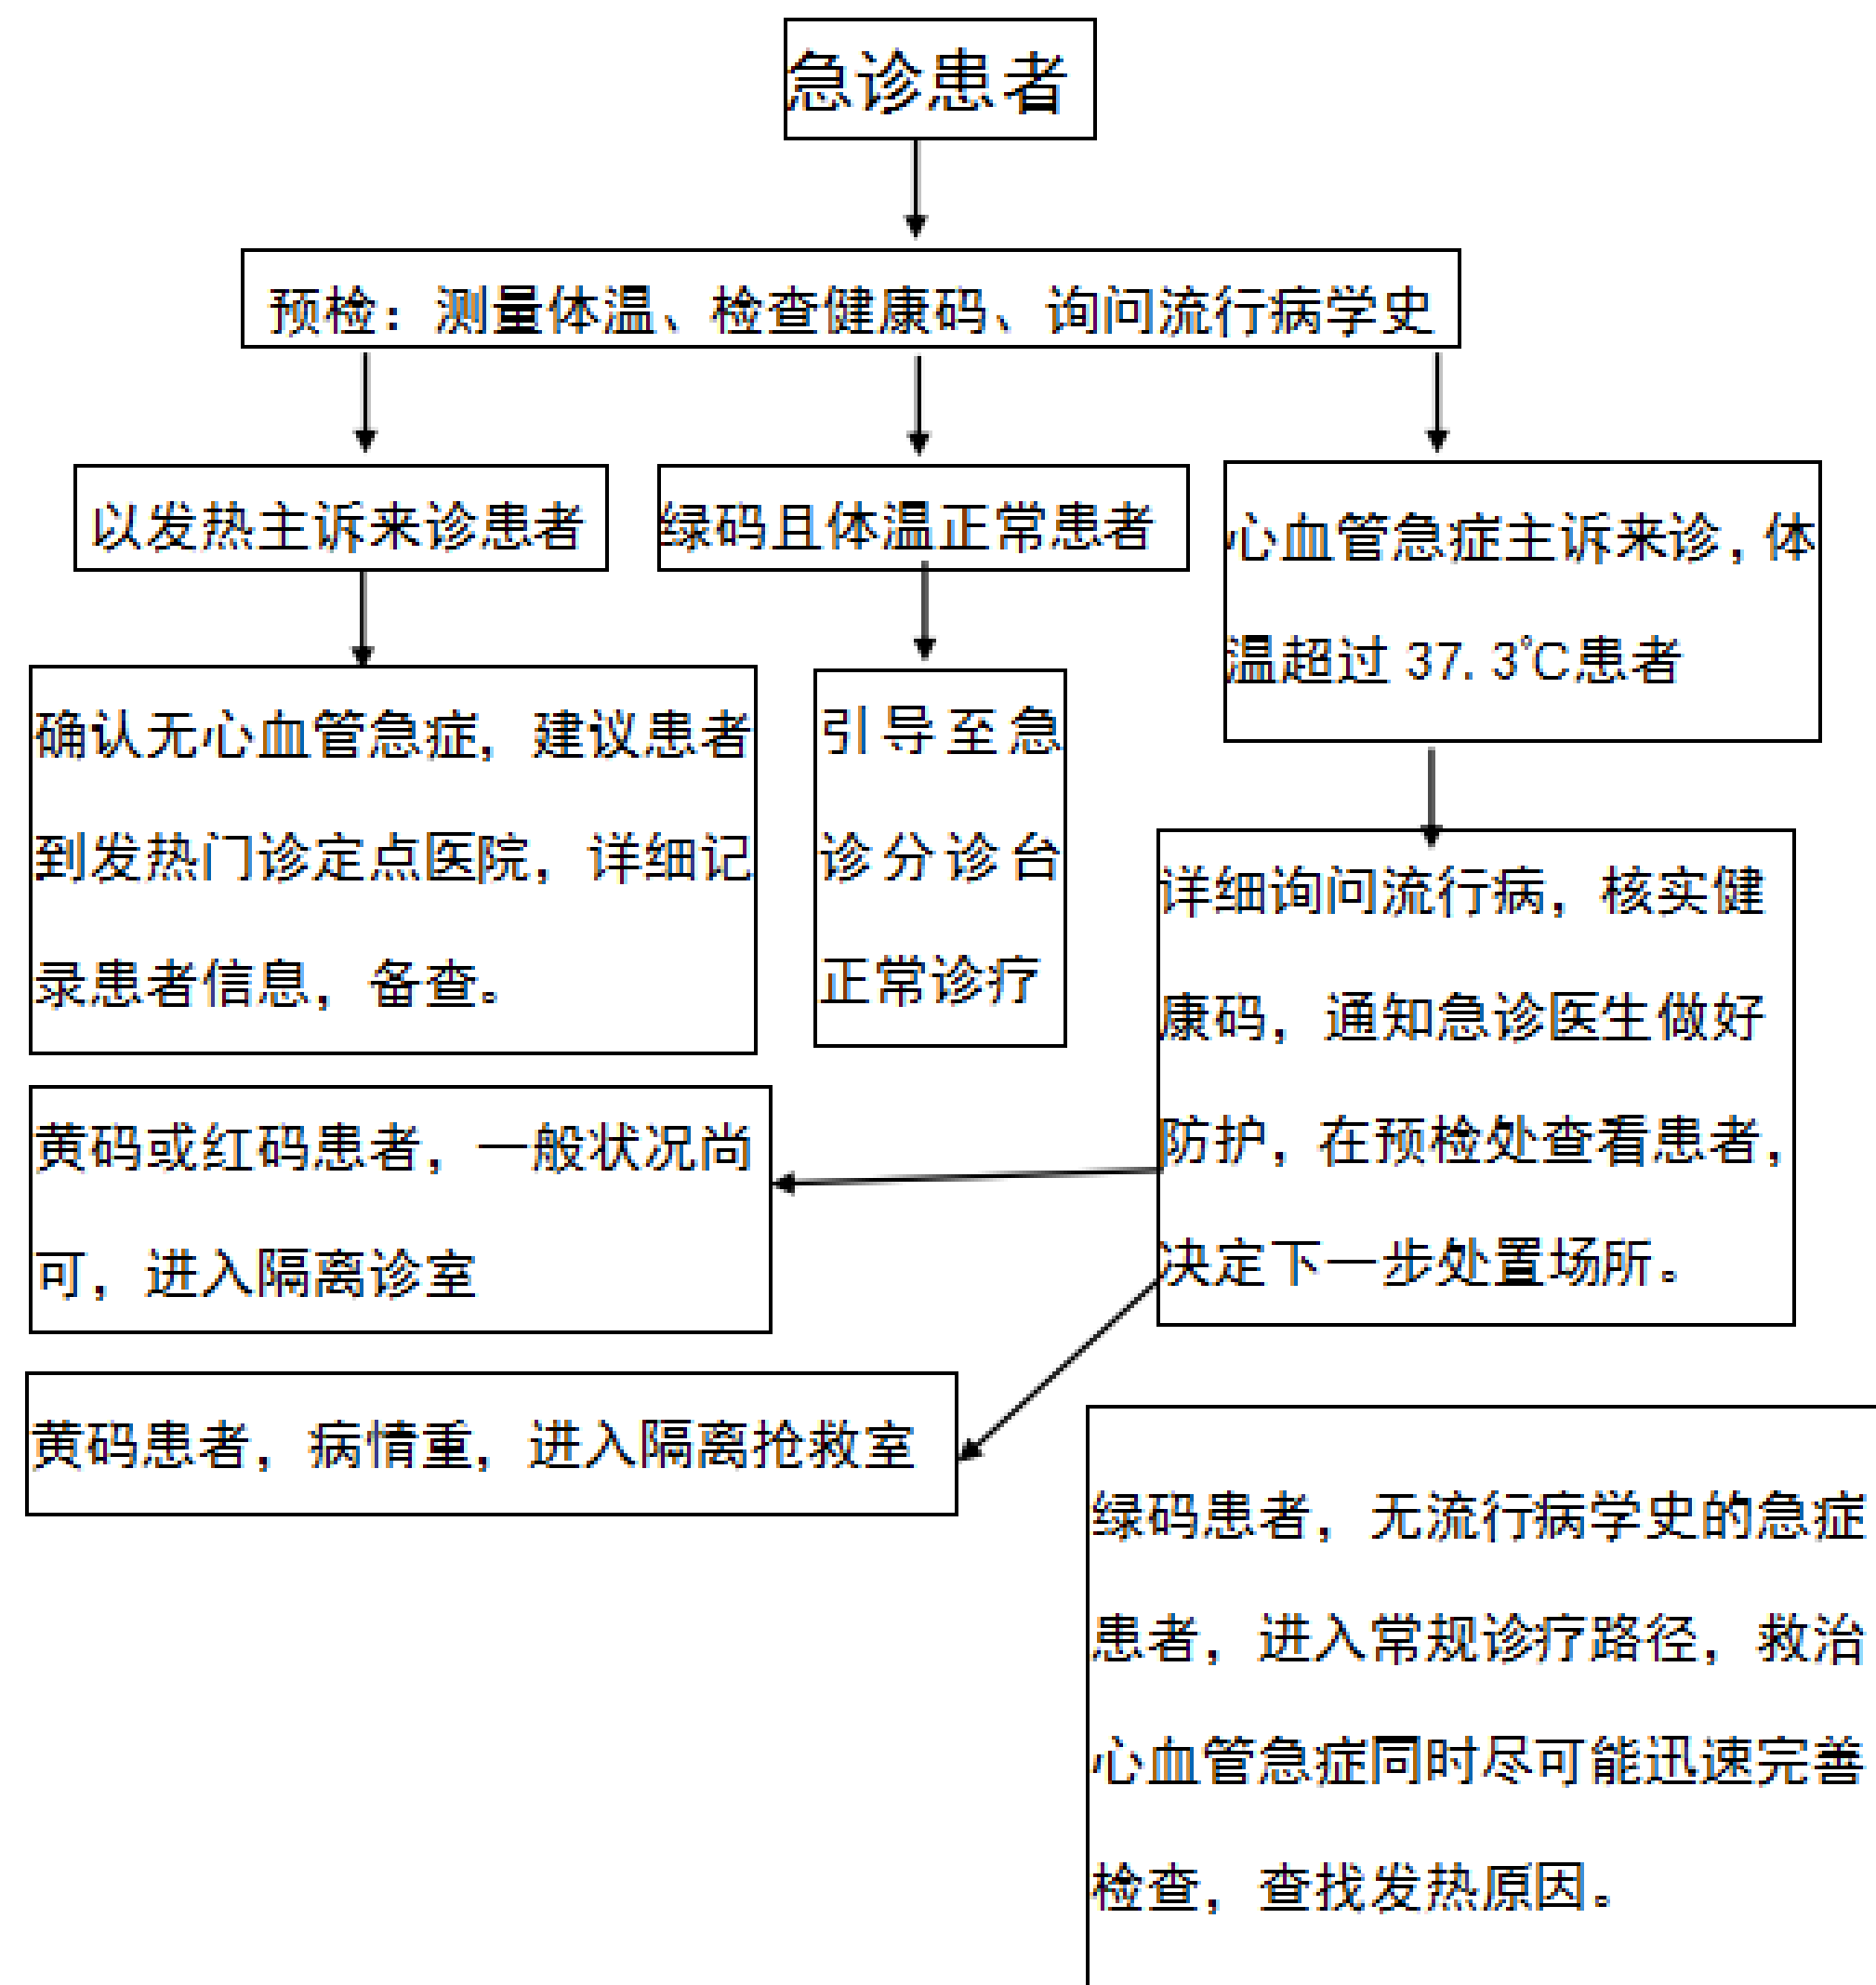 急诊患者
预检：测量体温、检查健康码、询问流行病学史
以发热主诉来诊患者
绿码且体温正常患者
心血管急症主诉来诊，体
温超过 37.3℃患者
确认无心血管急症，建议患者
到发热门诊定点医院，详细记
录患者信息，备查。
引导至急
诊分诊台
正常诊疗
详细询问流行病，核实健
康码，通知急诊医生做好
防护，在预检处查看患者，
决定下一步处置场所。
黄码或红码患者，一般状况尚
可，进入隔离诊室
黄码患者，病情重，进入隔离抢救室
绿码患者，无流行病学史的急症
患者，进入常规诊疗路径，救治
心血管急症同时尽可能迅速完善
检查，查找发热原因。